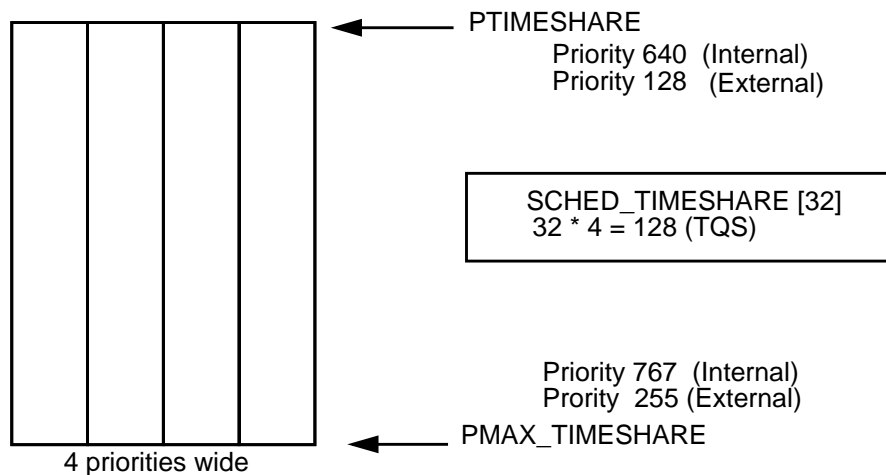 PTIMESHARE
Priority 640 (Internal)
Priority 128 (External)
SCHED_TIMESHARE [32]
32 * 4 = 128 (TQS)
Priority 767 (Internal)
Prority 255 (External)
PMAX_TIMESHARE
4 priorities wide